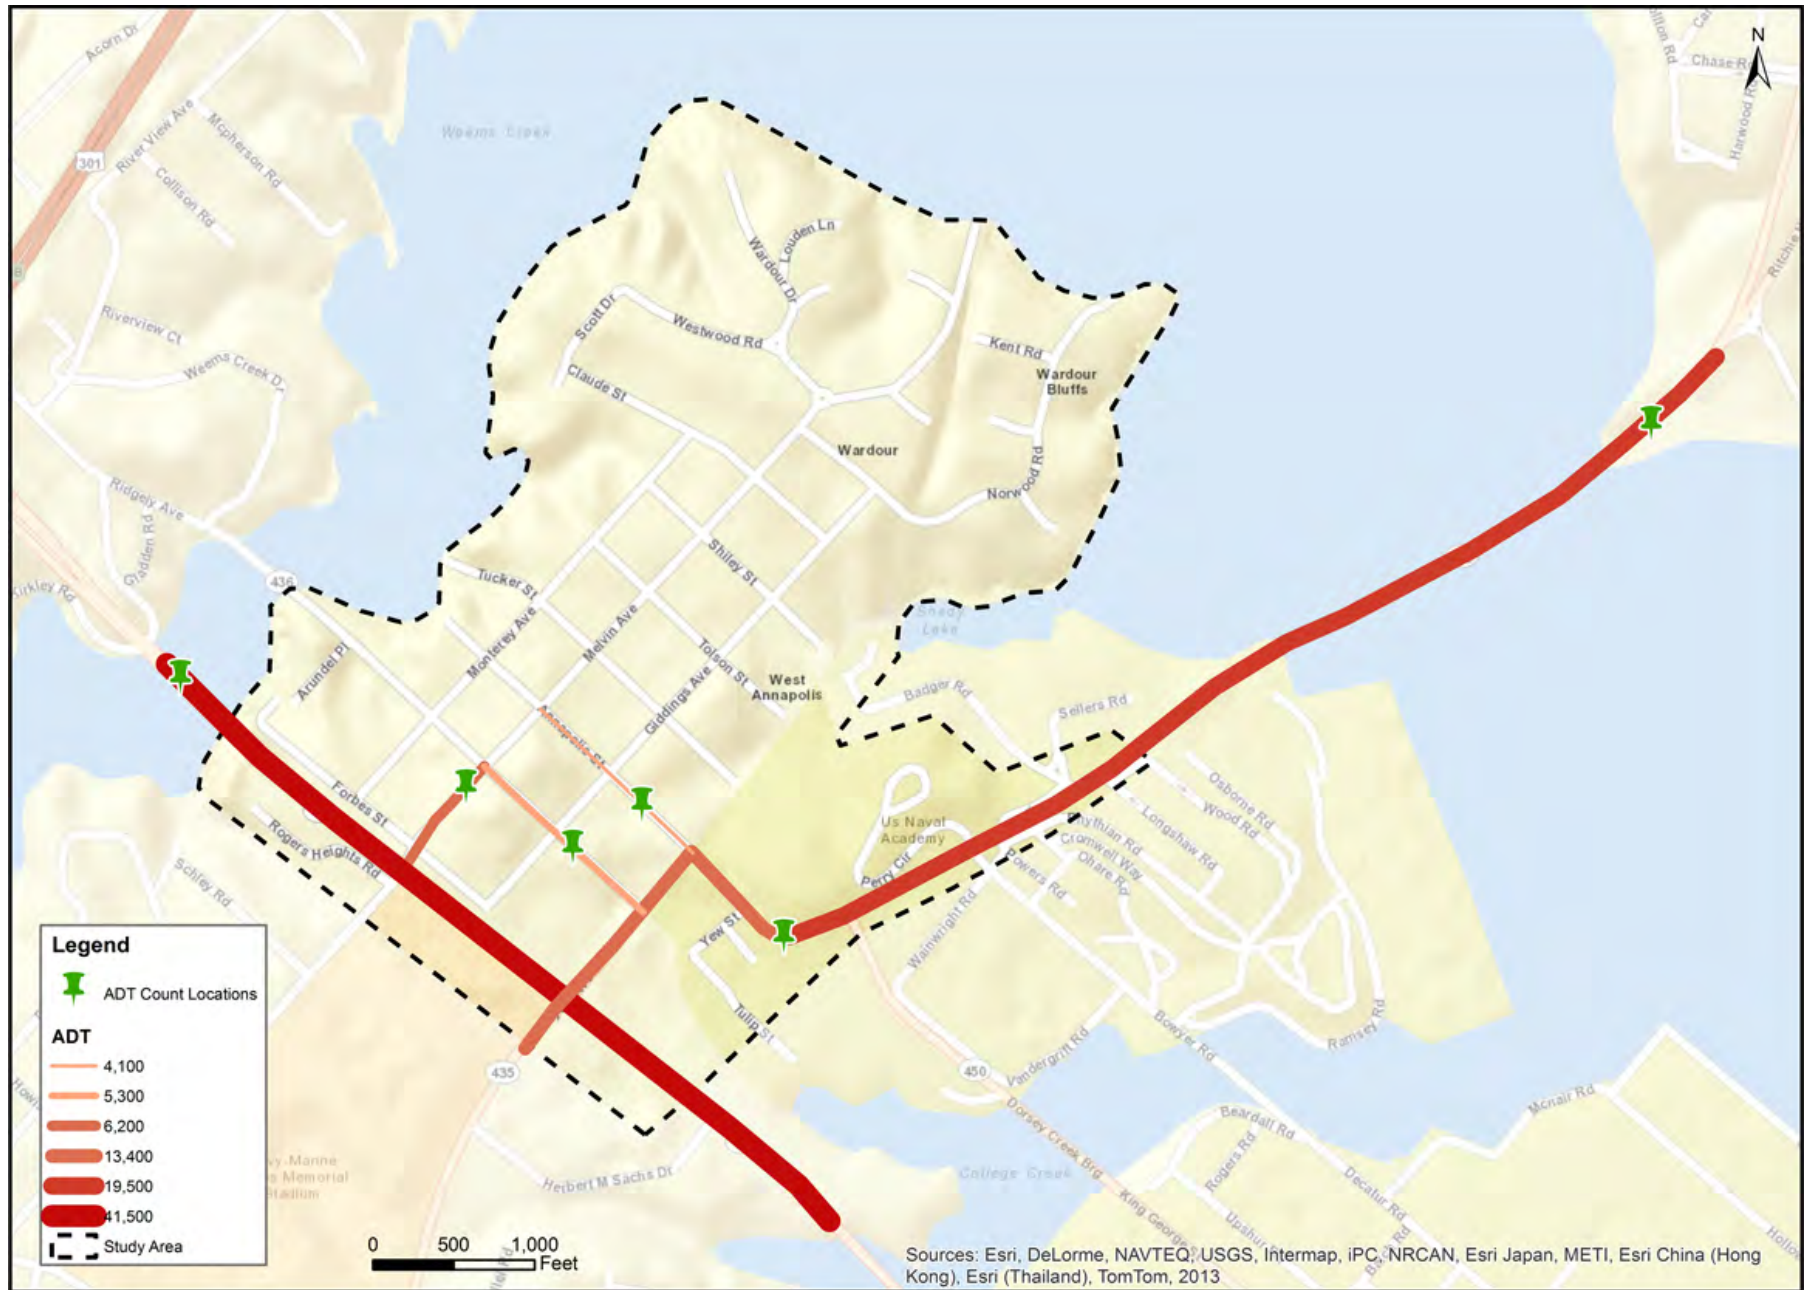 N
Acorn Dr
Chase Rd
Harwood Rd
Weems Creek
301
River View Ave
Mcpherson Rd
Collison Rd
Louden Ln
Wardour Dr
Scott Dr
Westwood Rd
Claude St
Kent Rd
Wardour
Bluffs
Riverview Ct
Weems Creek Dr
Wardour
Norwood Rd
Ridgely Ave
Gladden Rd
Kirkley Rd
436
Tucker St
Shiley St
Monterey Ave
Melvin Ave
Tolson St
Giddings Ave
Shady
Lake
Arundel Pl
West
Annapolis
Badger Rd
Sellers Rd
Annapolis St
Forbes St
Rogers Heights Rd
Schley Rd
Us Naval
Academy
Perry Cir
Osborne Rd
Wood Rd
Longshaw Rd
Phythian Rd
Cromwell Way
Ohare Rd
Powers Rd
Wainwright Rd
Yew St
Tulip St
435
450
Vandergrift Rd
Bowyer Rd
Ramsey Rd
Dorsey Creek Brg
Beardall Rd
Mcnair Rd
Rogers Rd
Decatur Rd
College Creek
Herbert M Sachs Dr
Legend
ADT Count Locations
ADT
4,100
5,300
6,200
13,400
19,500
41,500
Study Area
0 500 1,000
Feet
Sources: Esri, DeLorme, NAVTEQ, USGS, Intermap, iPC, NRCAN, Esri Japan, METI, Esri China (Hong
Kong), Esri (Thailand), TomTom, 2013